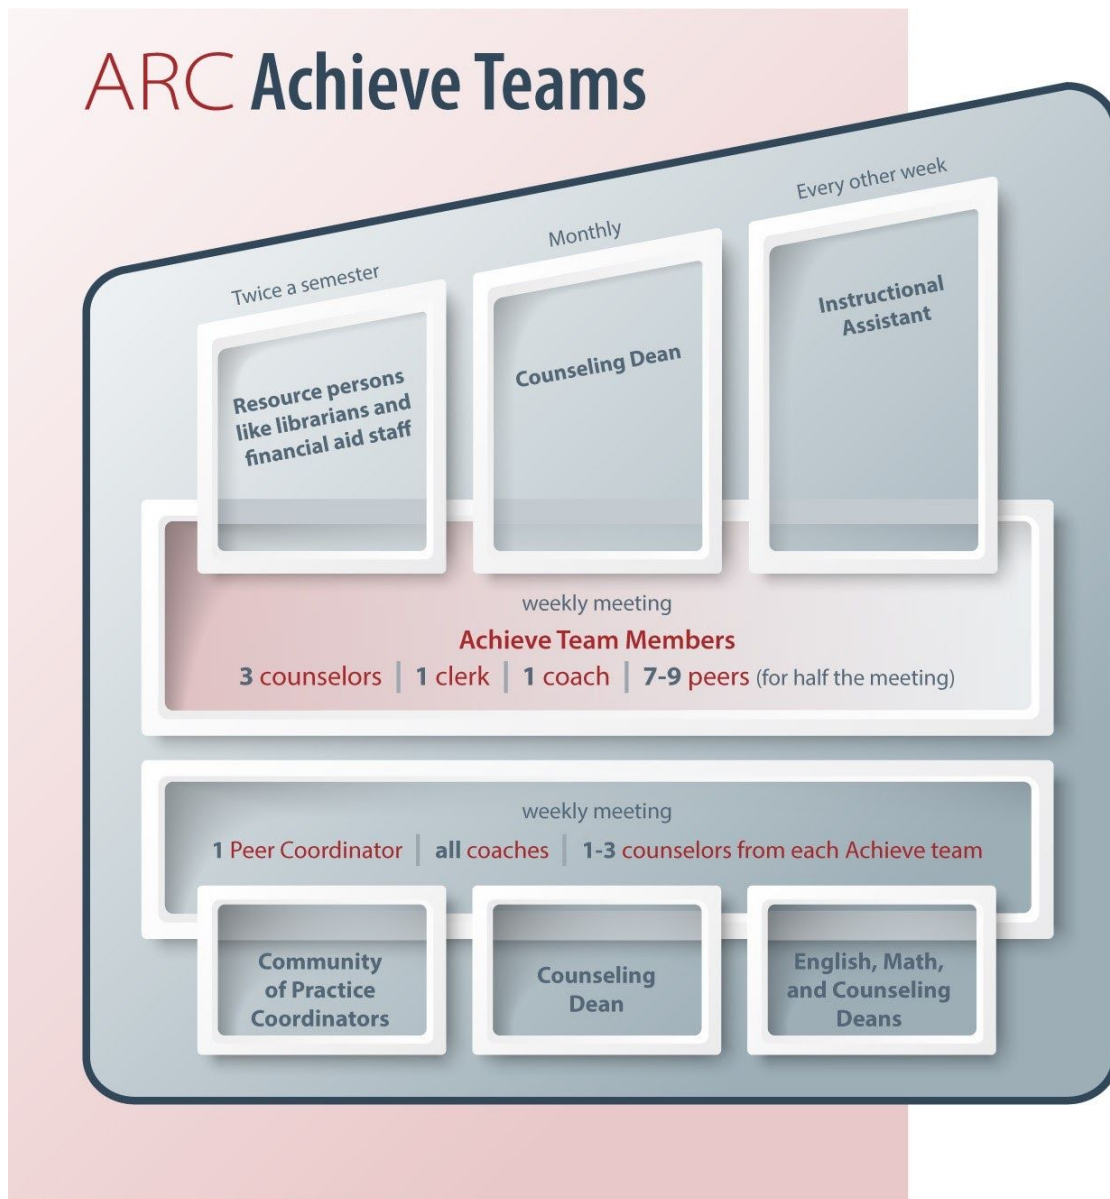 ARC Achieve Teams
Twice a semester
Monthly
Every other week
Resource persons
like librarians and
financial aid staff
Counseling Dean
Instructional
Assistant
weekly meeting
Achieve Team Members
3 counselors | 1 clerk | 1 coach | 7-9 peers (for half the meeting)
weekly meeting
1 Peer Coordinator | all coaches | 1-3 counselors from each Achieve team
Community
of Practice
Coordinators
Counseling
Dean
English, Math,
and Counseling
Deans